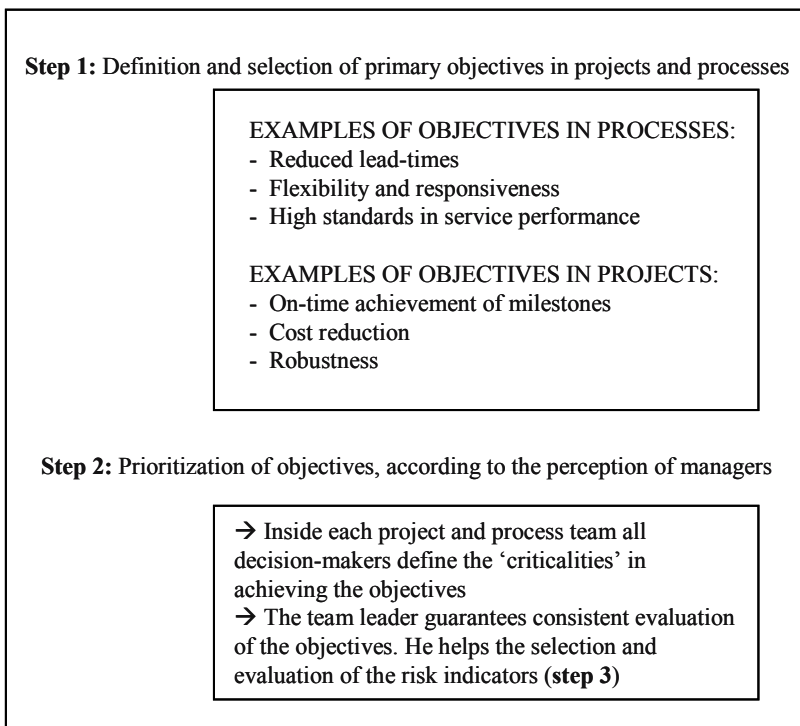 Step 1: Definition and selection of primary objectives in projects and processes
EXAMPLES OF OBJECTIVES IN PROCESSES:
- Reduced lead-times
- Flexibility and responsiveness
- High standards in service performance
EXAMPLES OF OBJECTIVES IN PROJECTS:
- On-time achievement of milestones
- Cost reduction
- Robustness
Step 2: Prioritization of objectives, according to the perception of managers
→ Inside each project and process team all
decision-makers define the ‘criticalities’ in
achieving the objectives
→ The team leader guarantees consistent evaluation
of the objectives. He helps the selection and
evaluation of the risk indicators (step 3)